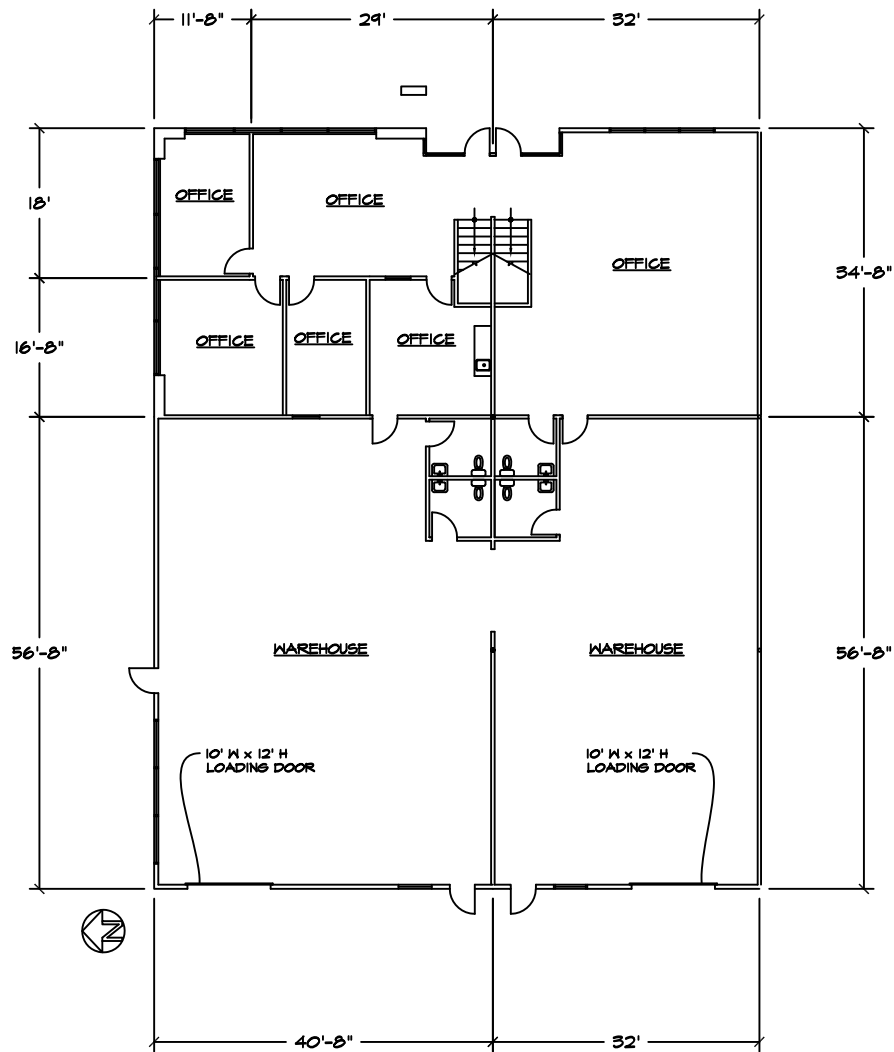 11'-8"
29'
32'
18'
OFFICE
OFFICE
OFFICE
34'-8"
16'-8"
OFFICE
OFFICE
OFFICE
56'-8"
WAREHOUSE
WAREHOUSE
56'-8"
10' W x 12' H
LOADING DOOR
10' W x 12' H
LOADING DOOR
N
40'-8"
32'